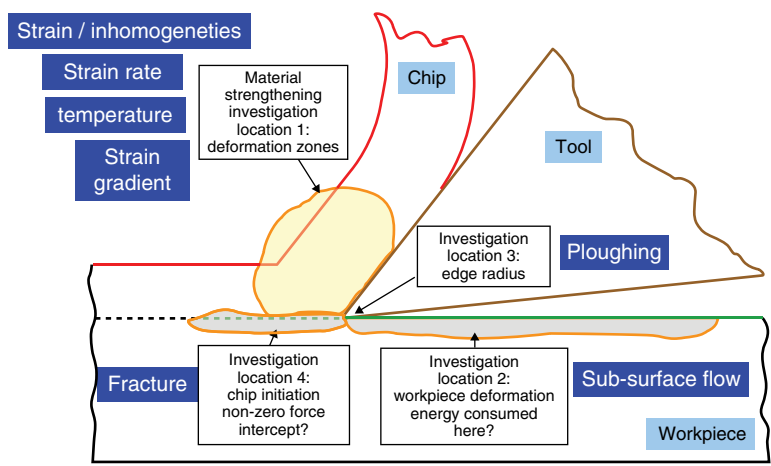 Strain / inhomogeneties
Strain rate
temperature
Strain
gradient
Material
strengthening
investigation
location 1:
deformation zones
Chip
Tool
Investigation
location 3:
edge radius
Ploughing
Fracture
Investigation
location 4:
chip initiation
non-zero force
intercept?
Investigation
location 2:
workpiece deformation
energy consumed
here?
Sub-surface flow
Workpiece